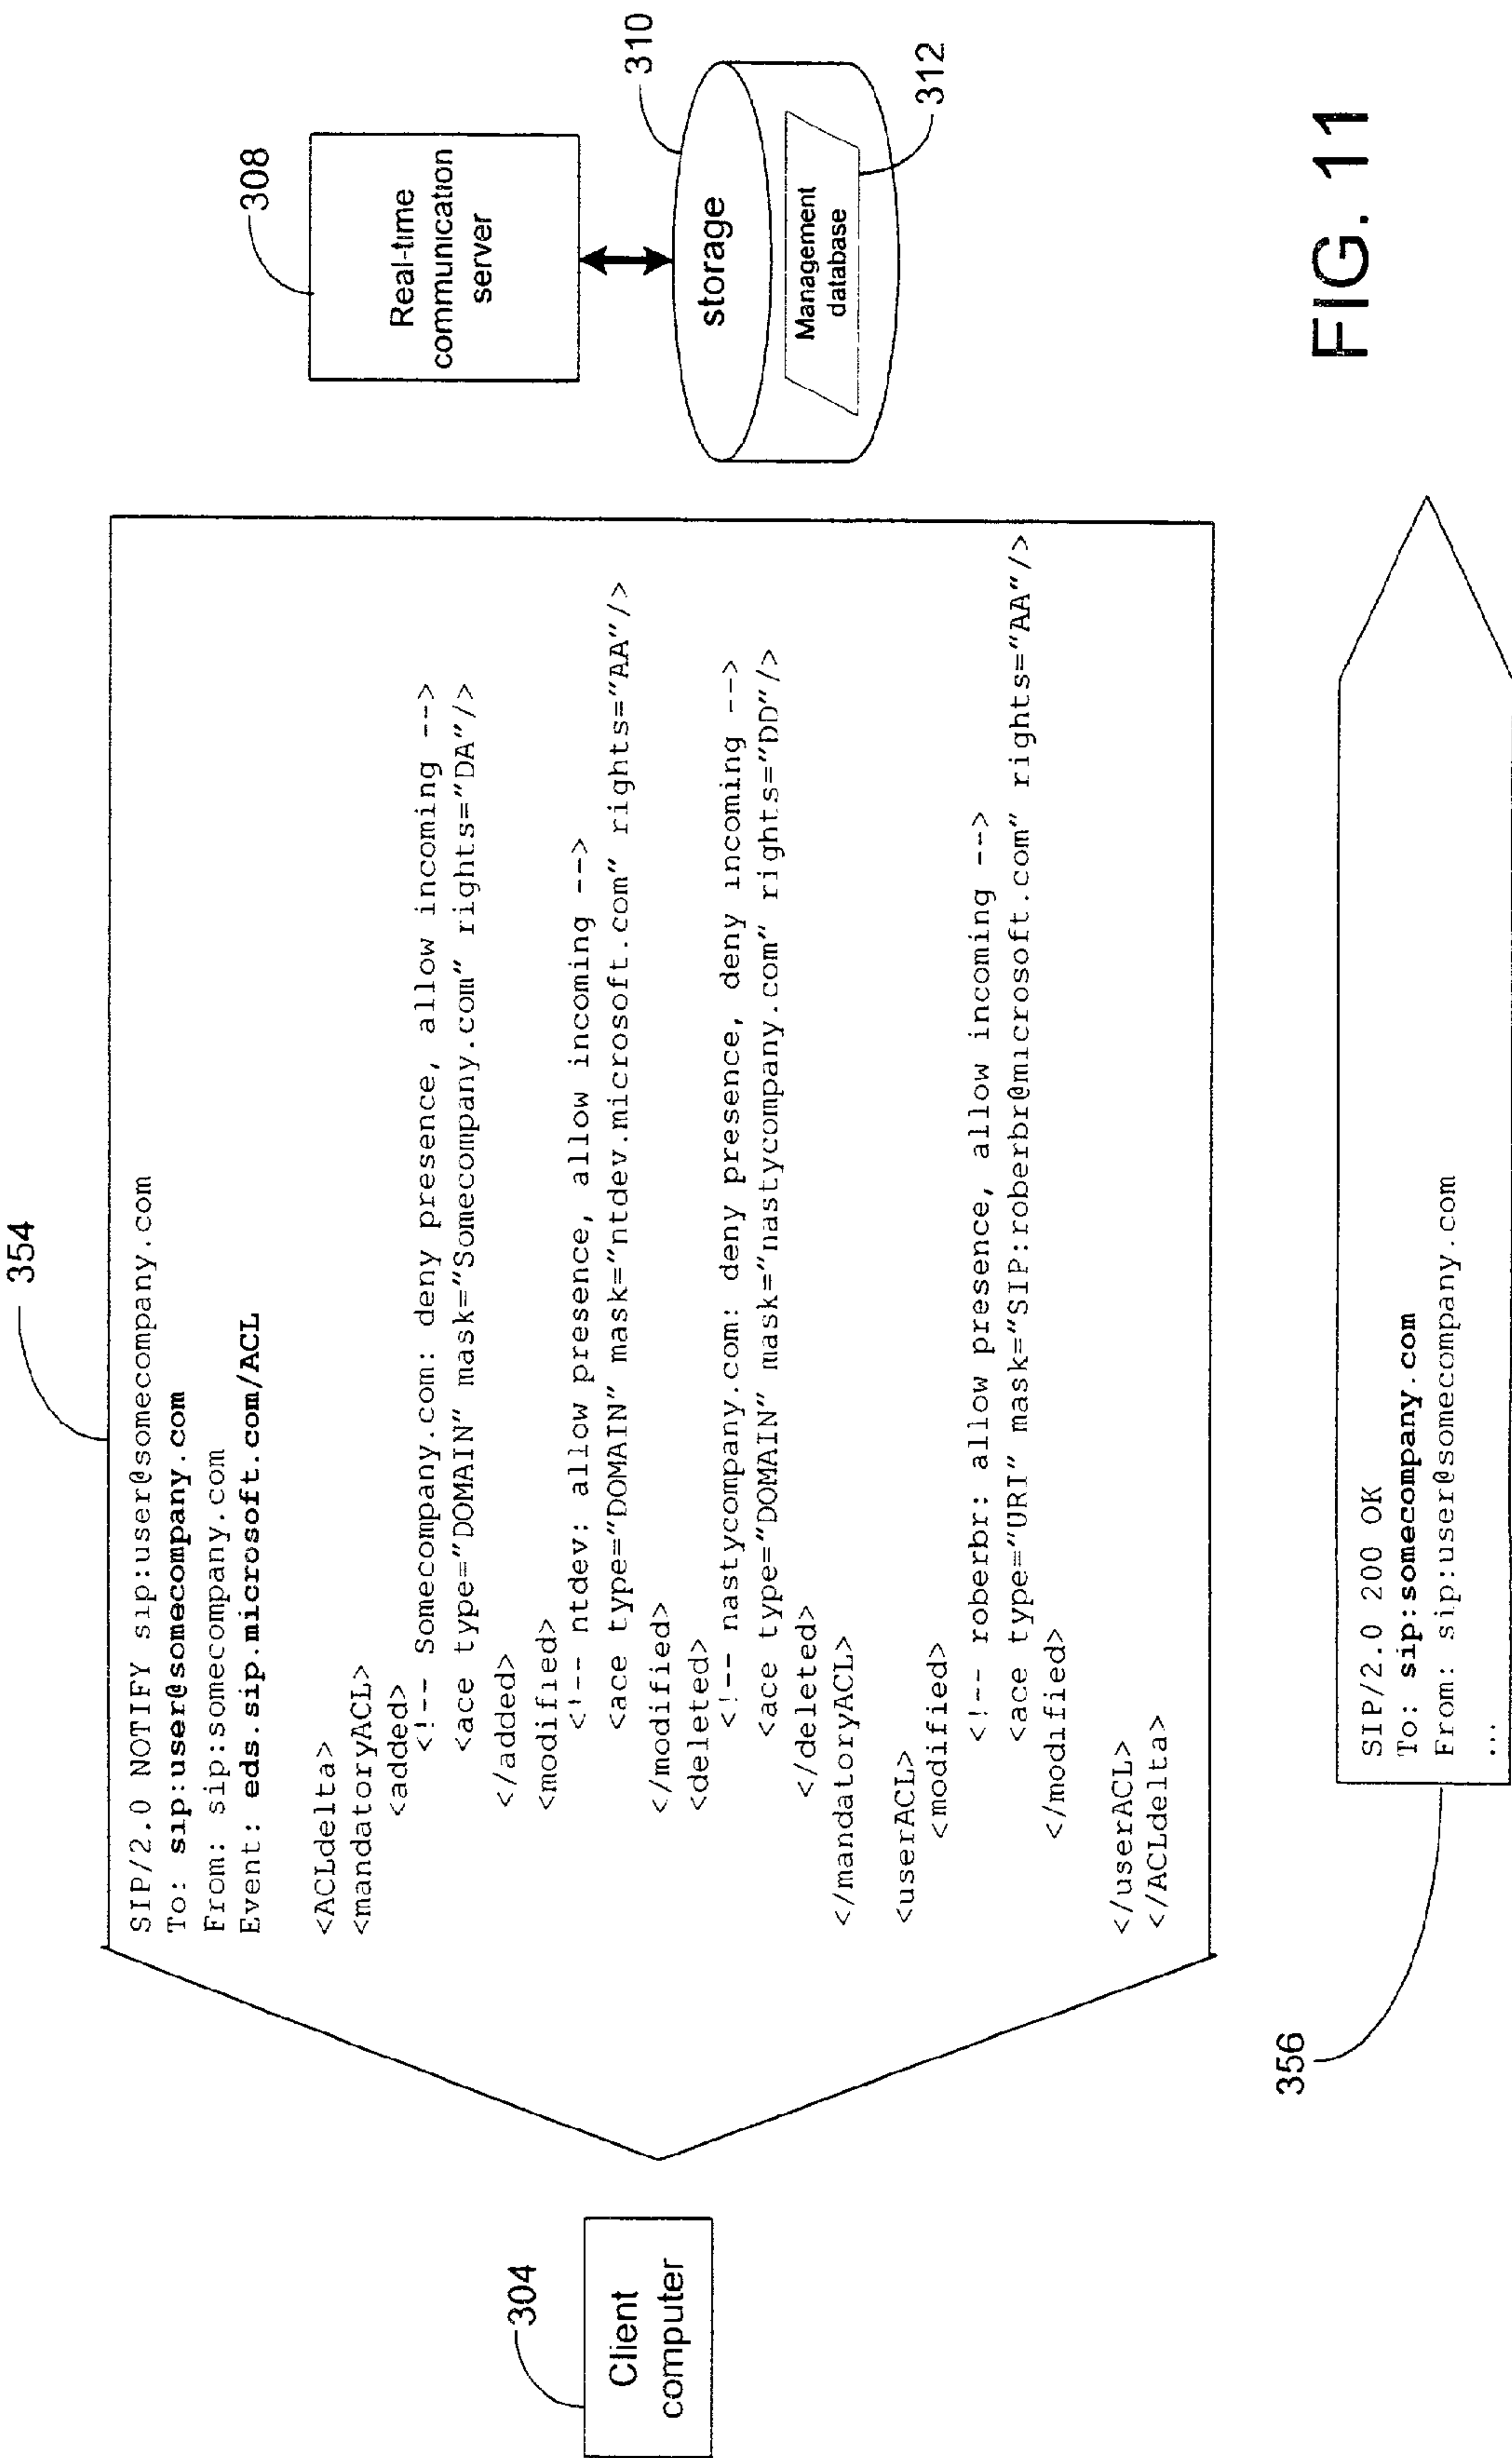 354
SIP/2.0 NOTIFY sip:user@somecompany.com
To: sip:user@somecompany.com
From: sip:somecompany.com
Event: eds.sip.microsoft.com/ACL
<ACLdelta>
<mandatoryACL>
<added>
<!-- Somecompany.com: deny presence, allow incoming -->
<ace type="DOMAIN" mask="Somecompany.com" rights="DA"/>
</added>
<modified>
<!-- ntdev: allow presence, allow incoming -->
<ace type="DOMAIN" mask="ntdev.microsoft.com" rights="AA"/>
</modified>
<deleted>
<!-- nastycompany.com: deny presence, deny incoming -->
<ace type="DOMAIN" mask="nastycompany.com" rights="DD"/>
</deleted>
</mandatoryACL>
<userACL>
<modified>
<!-- roberbr: allow presence, allow incoming -->
<ace type="URI" mask="SIP:roberbr@microsoft.com" rights="AA"/>
</modified>
</userACL>
</ACLdelta>
304
Client
computer
308
Real-time
communication
server
310
storage
Management
database
312
356
SIP/2.0 200 OK
To: sip:somecompany.com
From: sip:user@somecompany.com
...
FIG. 11